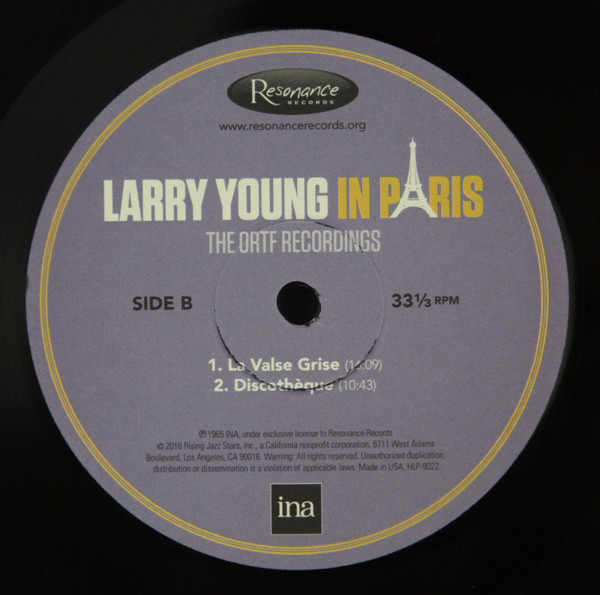 Resonance
RECORDS
www.resonancerecords.org
LARRY YOUNG IN PARIS
THE ORTF RECORDINGS
SIDE B
33⅓ RPM
1. La Valse Grise (16:09)
2. Discothèque (10:43)
℗ 1965 INA, under exclusive license to Resonance Records
© 2016 Rising Jazz Stars, Inc., a California nonprofit corporation, 5711 West Adams
Boulevard, Los Angeles, CA 90016. Warning: All rights reserved. Unauthorized duplication,
distribution or dissemination is a violation of applicable laws. Made in USA. HLP-9022
ina